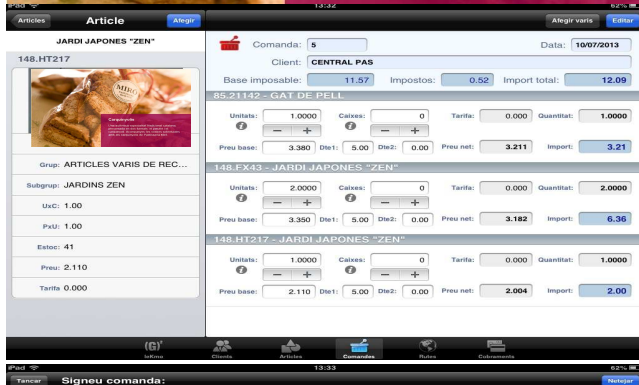 iPad 13:32 62%
Articles Article Afegir Afegir varis Editar
JARDI JAPONES "ZEN"
148.HT217
MIRÓ
Carquinyolis
Grup: ARTICLES VARIS DE REC...
Subgrup: JARDINS ZEN
UxC: 1.00
PxU: 1.00
Estoc: 41
Preu: 2.110
Tarifa 0.000
Comanda: 5 Data: 10/07/2013
Client: CENTRAL PAS
Base imposable: 11.57 Impostos: 0.52 Import total: 12.09
85.21142 - GAT DE PELL
Unitats: 1.0000 Caixes: 0 Tarifa: 0.000 Quantitat: 1.0000
Preu base: 3.380 Dte1: 5.00 Dte2: 0.00 Preu net: 3.211 Import: 3.21
148.FX43 - JARDI JAPONES "ZEN"
Unitats: 2.0000 Caixes: 0 Tarifa: 0.000 Quantitat: 2.0000
Preu base: 3.350 Dte1: 5.00 Dte2: 0.00 Preu net: 3.182 Import: 6.36
148.HT217 - JARDI JAPONES "ZEN"
Unitats: 1.0000 Caixes: 0 Tarifa: 0.000 Quantitat: 1.0000
Preu base: 2.110 Dte1: 5.00 Dte2: 0.00 Preu net: 2.004 Import: 2.00
InKma Clients Articles Comandes Rutes Cobraments
iPad 13:33 62%
Tancar Signeu comanda: Netejar